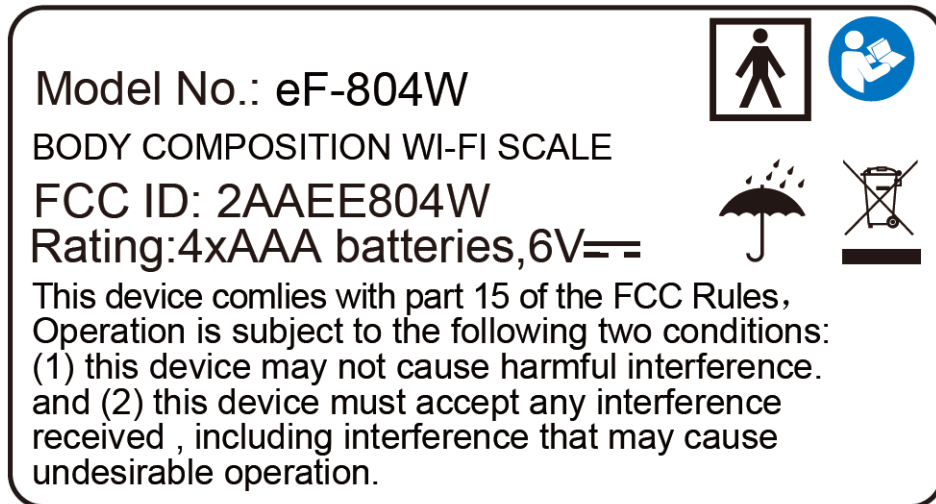 Model No.: eF-804W
BODY COMPOSITION WI-FI SCALE
FCC ID: 2AAEE804W
Rating:4xAAA batteries,6V⎓
This device comlies with part 15 of the FCC Rules，
Operation is subject to the following two conditions:
(1) this device may not cause harmful interference.
and (2) this device must accept any interference
received , including interference that may cause
undesirable operation.